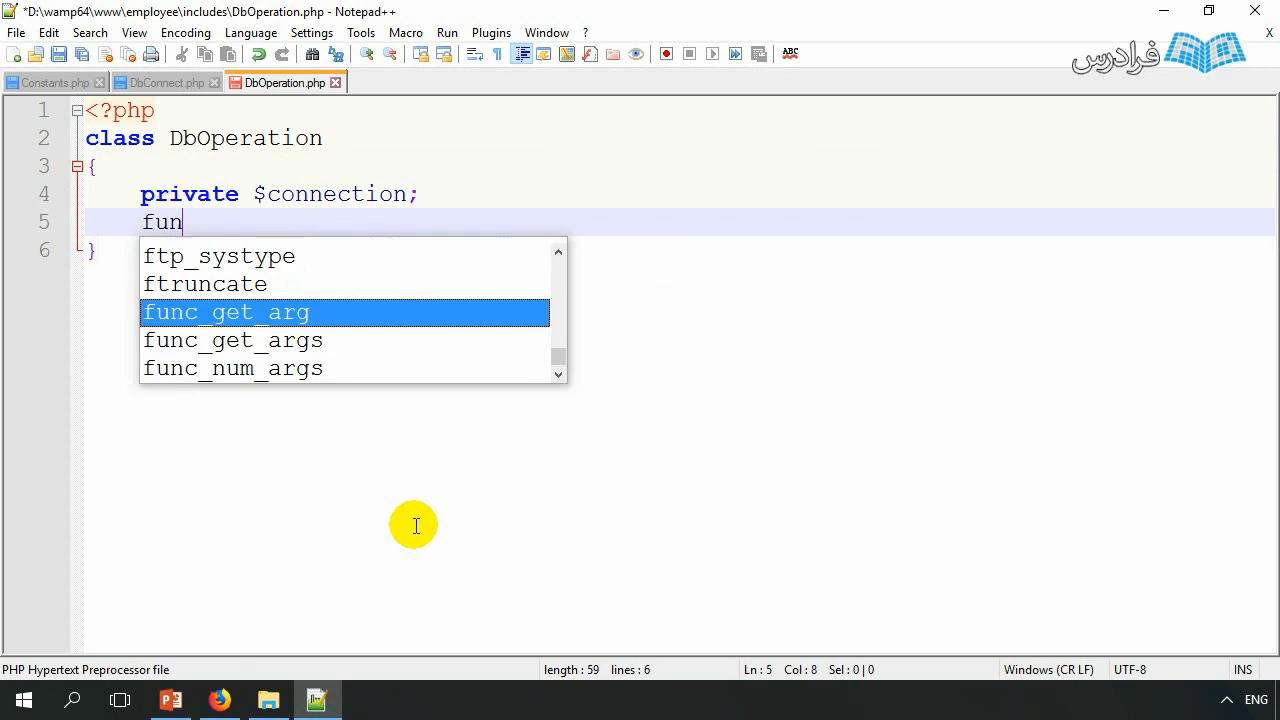 *D:\wamp64\www\employee\includes\DbOperation.php - Notepad++
File Edit Search View Encoding Language Settings Tools Macro Run Plugins Window ? X
فرادرس
Constants.php DbConnect.php DbOperation.php
1 <?php
2 class DbOperation
3 {
4 private $connection;
5 fun
6 }
ftp_systype
ftruncate
func_get_arg
func_get_args
func_num_args
PHP Hypertext Preprocessor file length : 59 lines : 6 Ln : 5 Col : 8 Sel : 0 | 0 Windows (CR LF) UTF-8 INS
ENG